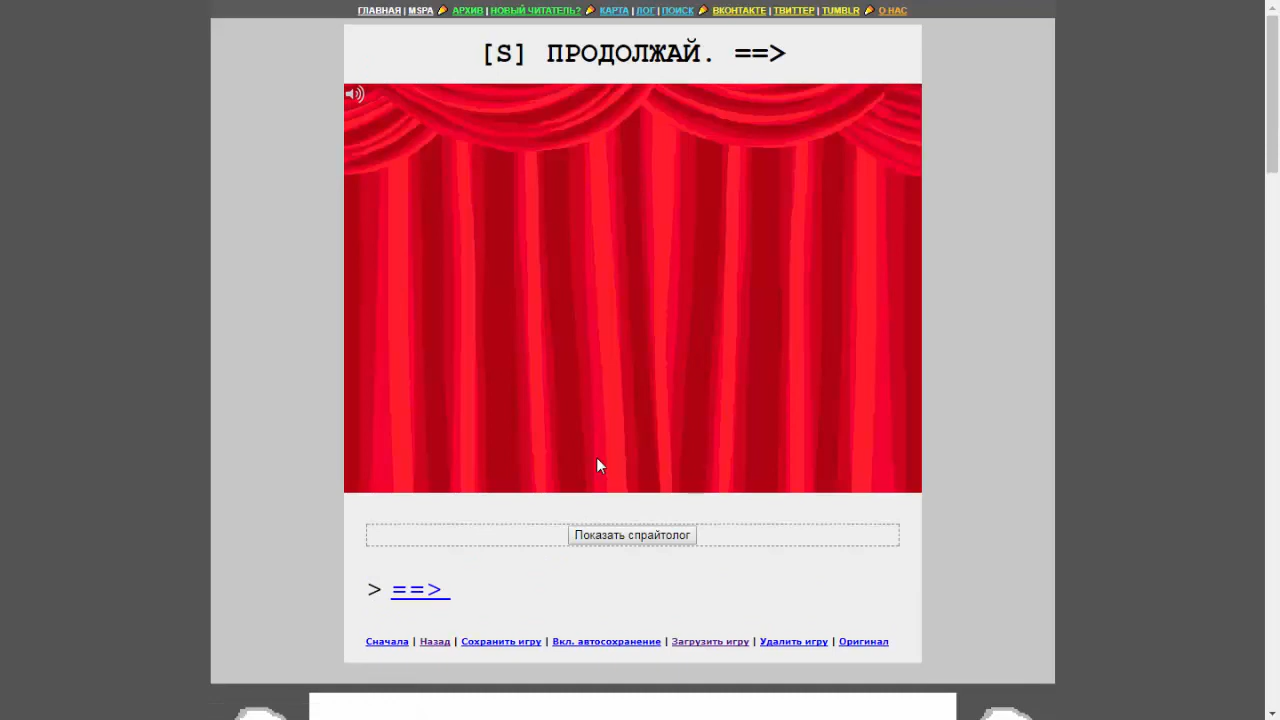 ГЛАВНАЯ | MSPA АРХИВ | НОВЫЙ ЧИТАТЕЛЬ? КАРТА | ЛОГ | ПОИСК ВКОНТАКТЕ | ТВИТТЕР | TUMBLR О НАС
[S] ПРОДОЛЖАЙ. ==>
Показать спрайтолог
> ==>
Сначала | Назад | Сохранить игру | Вкл. автосохранение | Загрузить игру | Удалить игру | Оригинал